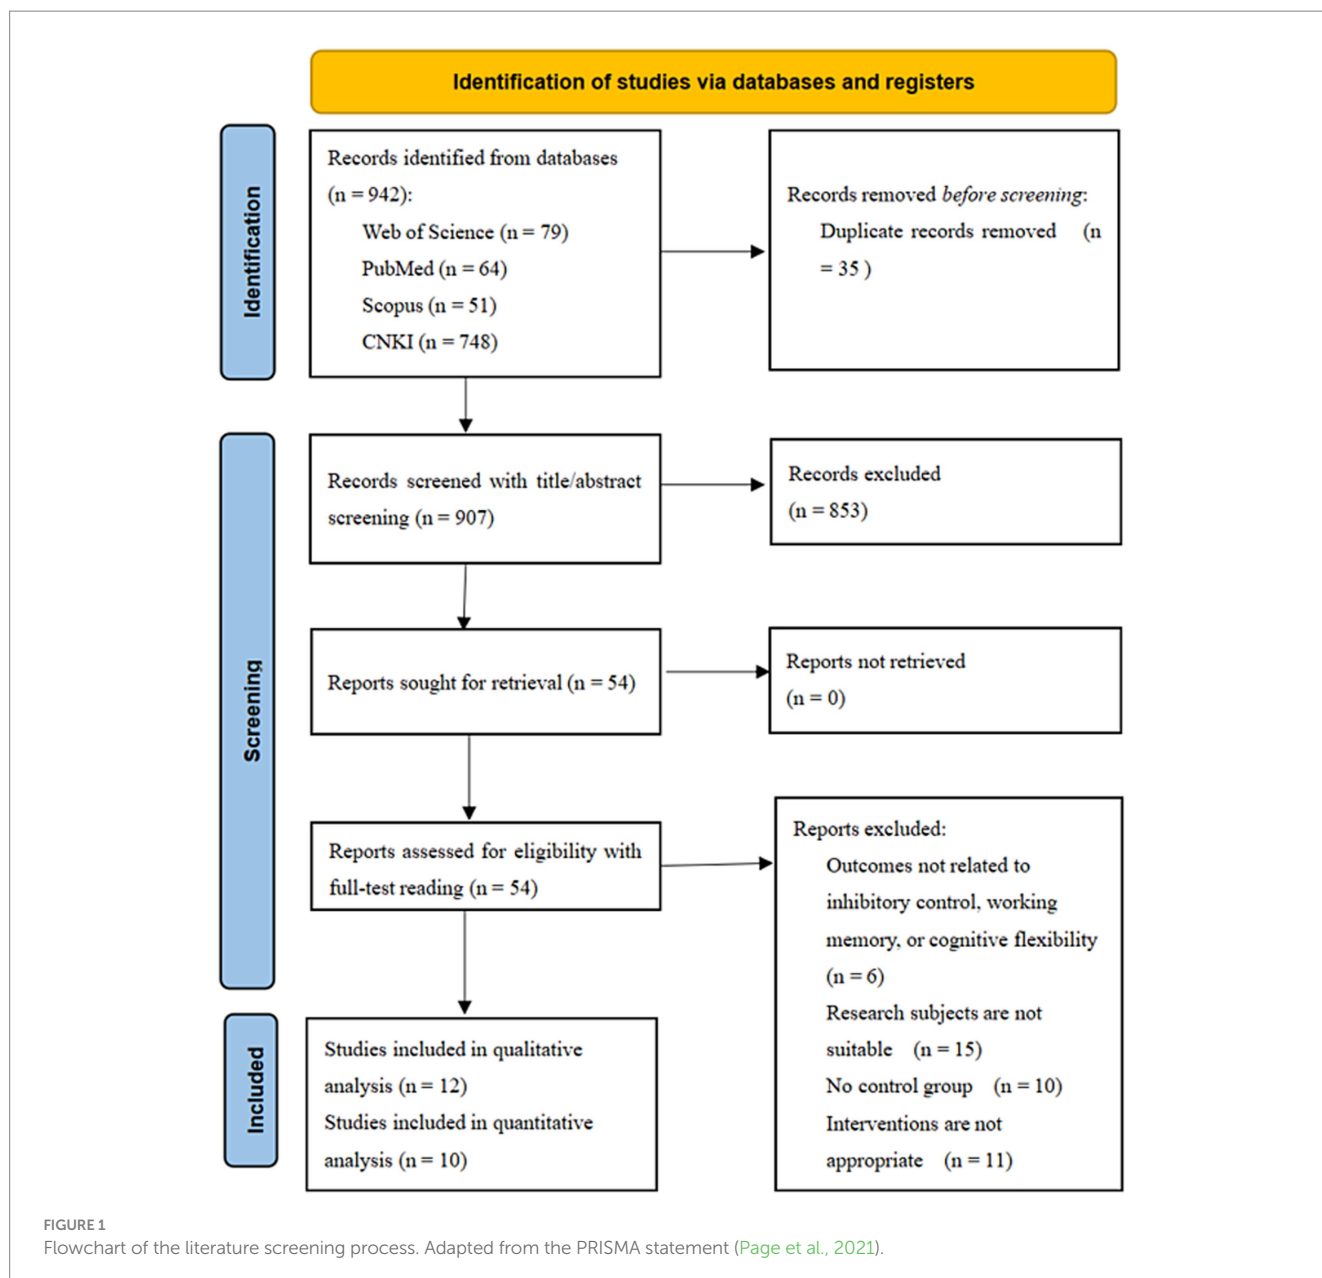 Identification of studies via databases and registers
Identification
Records identified from databases
(n = 942):
Web of Science (n = 79)
PubMed (n = 64)
Scopus (n = 51)
CNKI (n = 748)
Records removed before screening:
Duplicate records removed (n
= 35 )
Screening
Records screened with title/abstract
screening (n = 907)
Records excluded
(n = 853)
Reports sought for retrieval (n = 54)
Reports not retrieved
(n = 0)
Reports assessed for eligibility with
full-test reading (n = 54)
Reports excluded:
Outcomes not related to
inhibitory control, working
memory, or cognitive flexibility
(n = 6)
Research subjects are not
suitable (n = 15)
No control group (n = 10)
Interventions are not
appropriate (n = 11)
Included
Studies included in qualitative
analysis (n = 12)
Studies included in quantitative
analysis (n = 10)
FIGURE 1
Flowchart of the literature screening process. Adapted from the PRISMA statement (Page et al., 2021).